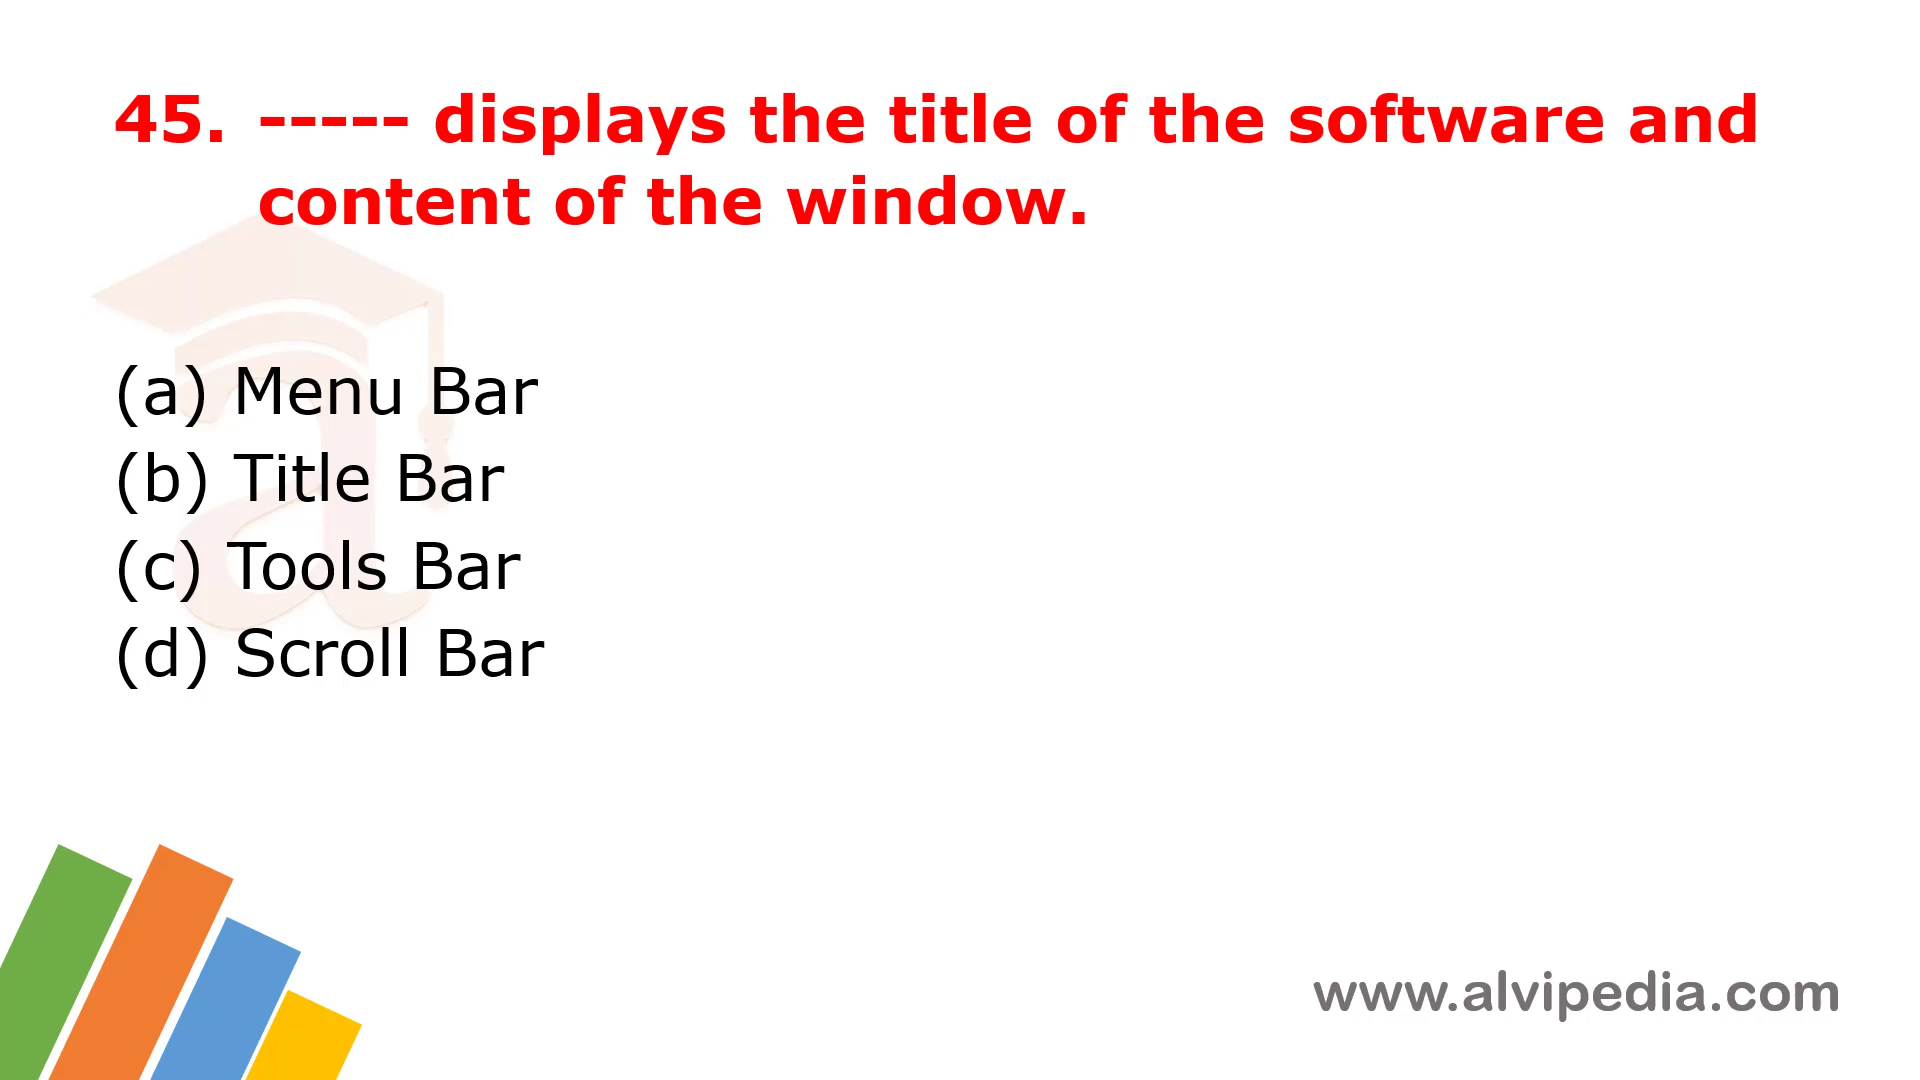 45. ----- displays the title of the software and
content of the window.
(a) Menu Bar
(b) Title Bar
(c) Tools Bar
(d) Scroll Bar
www.alvipedia.com